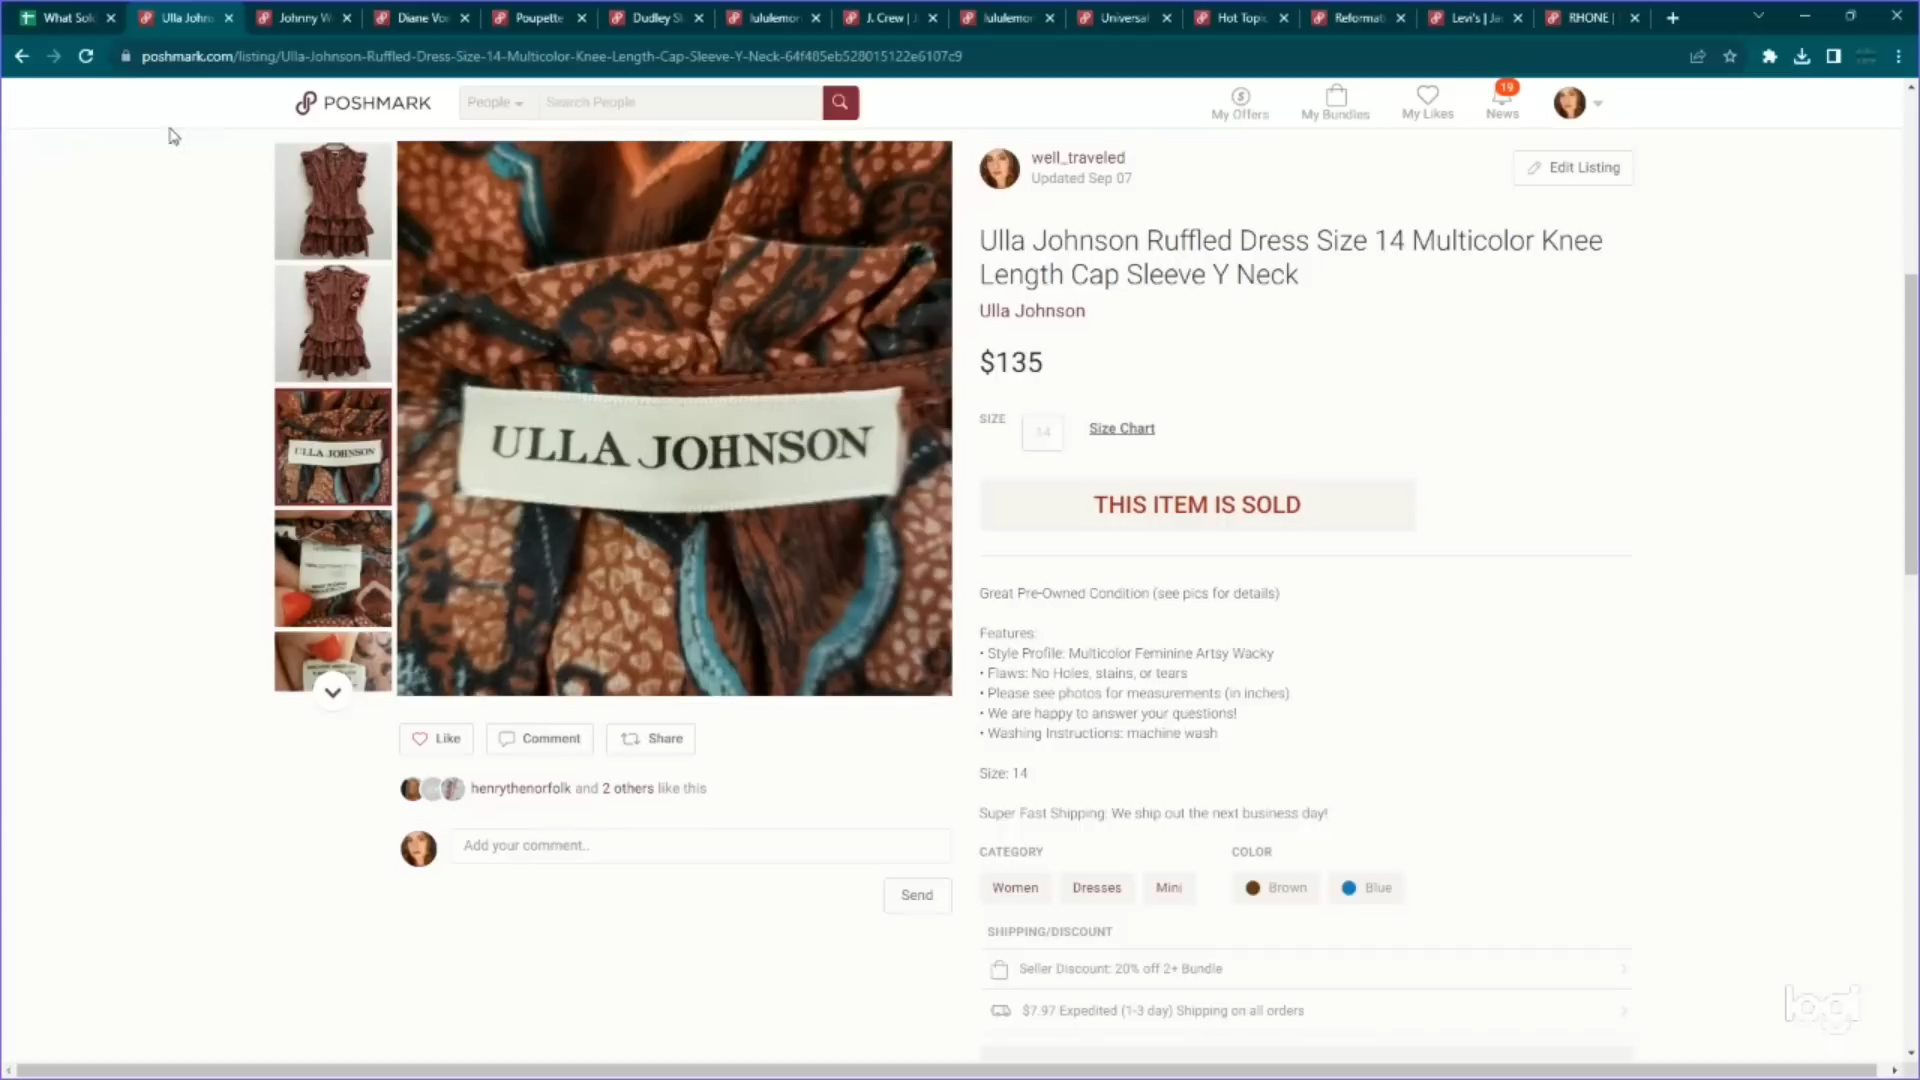 What Sol
Ulla John
Johnny W
Diane Vo
Poupette
Dudley S
lululemor
J. Crew | J
lululemor
Universal
Hot Topic
Reformat
Levi's | Ja
RHONE |
poshmark.com/listing/Ulla-Johnson-Ruffled-Dress-Size-14-Multicolor-Knee-Length-Cap-Sleeve-Y-Neck-64f485eb528015122e6107c9
POSHMARK
People
Search People
My Offers
My Bundles
My Likes
19
News
well_traveled
Updated Sep 07
Edit Listing
ULLA JOHNSON
ULLA JOHNSON
Ulla Johnson Ruffled Dress Size 14 Multicolor Knee
Length Cap Sleeve Y Neck
Ulla Johnson
$135
SIZE
14
Size Chart
THIS ITEM IS SOLD
Great Pre-Owned Condition (see pics for details)
Features:
• Style Profile: Multicolor Feminine Artsy Wacky
• Flaws: No Holes, stains, or tears
• Please see photos for measurements (in inches)
• We are happy to answer your questions!
• Washing Instructions: machine wash
Size: 14
Super Fast Shipping: We ship out the next business day!
CATEGORY
COLOR
Women
Dresses
Mini
Brown
Blue
SHIPPING/DISCOUNT
Seller Discount: 20% off 2+ Bundle
$7.97 Expedited (1-3 day) Shipping on all orders
Like
Comment
Share
henrythenorfolk and 2 others like this
Add your comment..
Send
logi